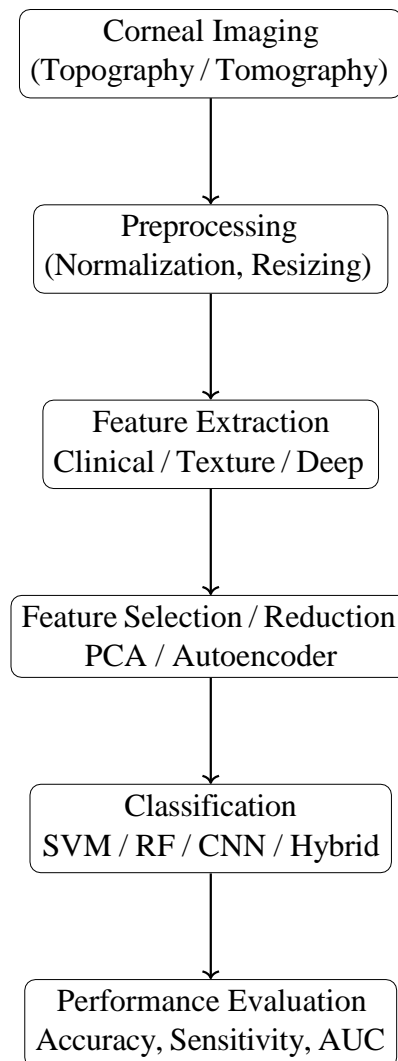 Corneal Imaging
(Topography / Tomography)
Preprocessing
(Normalization, Resizing)
Feature Extraction
Clinical / Texture / Deep
Feature Selection / Reduction
PCA / Autoencoder
Classification
SVM / RF / CNN / Hybrid
Performance Evaluation
Accuracy, Sensitivity, AUC